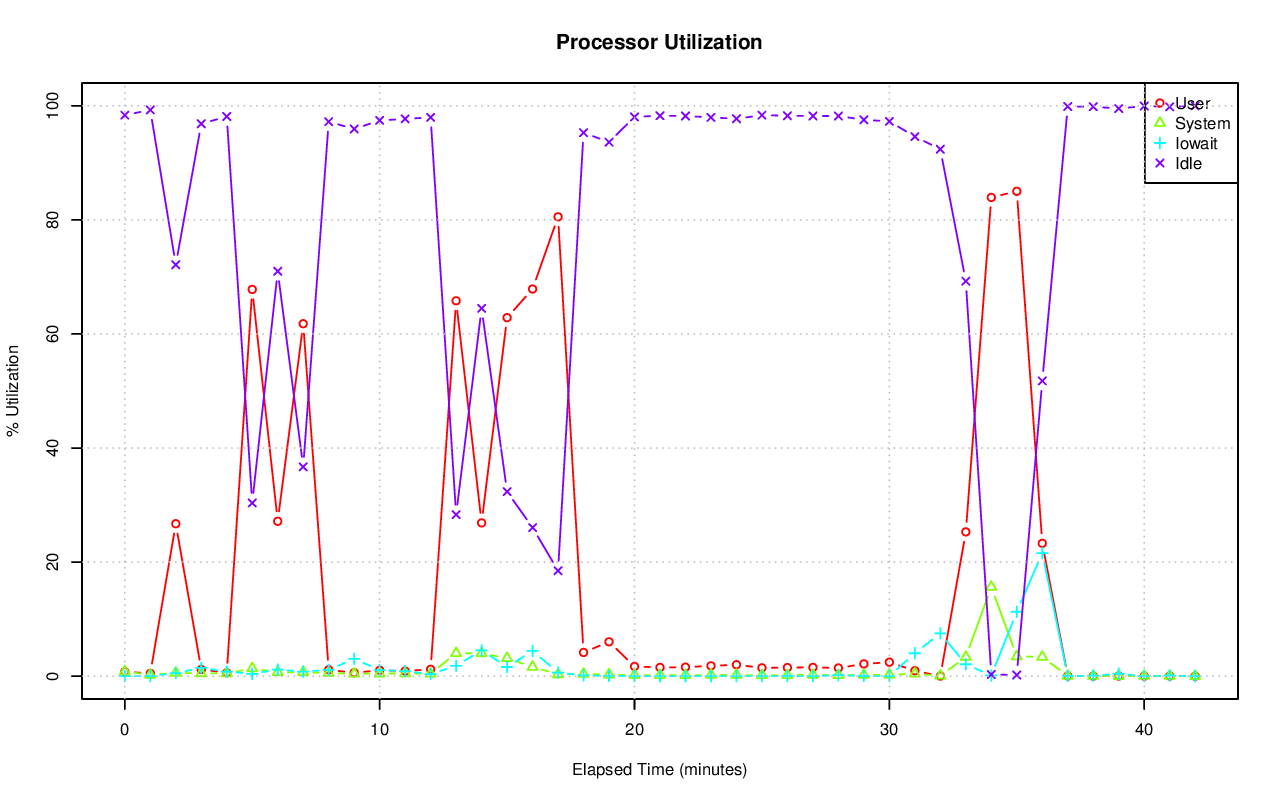 Processor Utilization
% Utilization
100
80
60
40
20
0
User
System
Iowait
Idle
0 10 20 30 40
Elapsed Time (minutes)